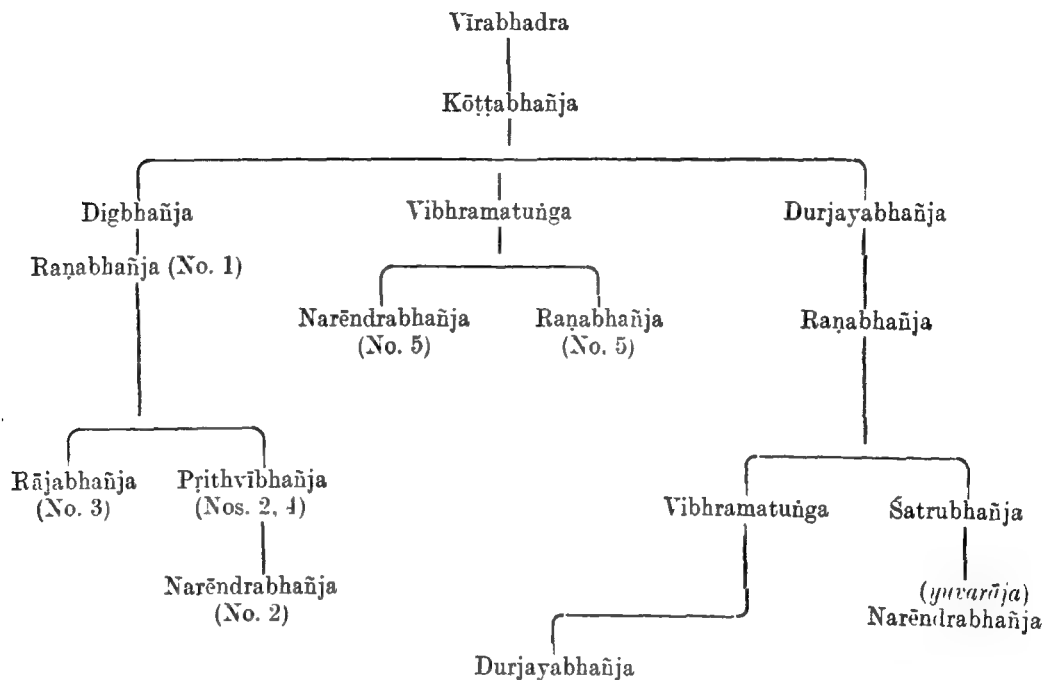 Vīrabhadra
Kōṭṭabhañja
Digbhañja Vibhramatuṅga Durjayabhañja
Raṇabhañja (No. 1)
Narēndrabhañja Raṇabhañja Raṇabhañja
(No. 5) (No. 5)
Rājabhañja Pṛithvībhañja
(No. 3) (Nos. 2, 4)
Vibhramatuṅga Śatrubhañja
Narēndrabhañja (yuvarāja)
(No. 2) Narēndrabhañja
Durjayabhañja